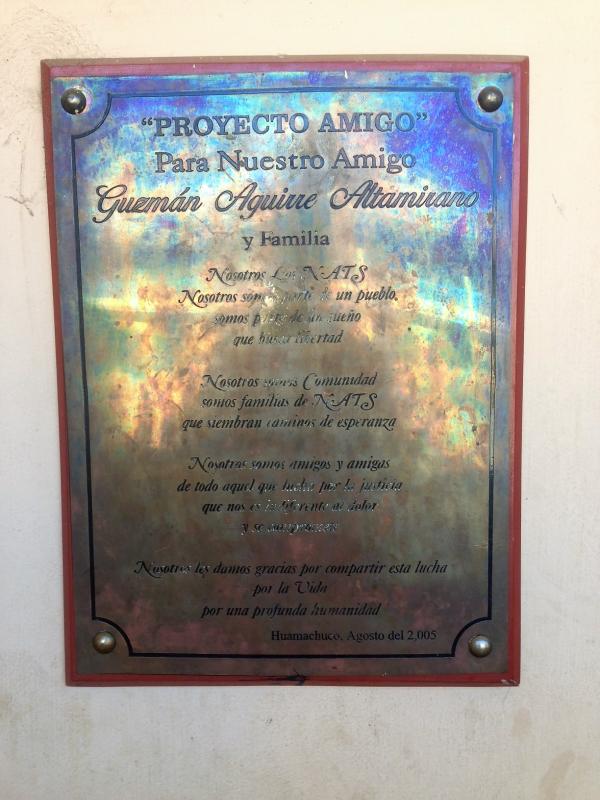 “PROYECTO AMIGO”
Para Nuestro Amigo
Guzmán Aguirre Altamirano
y Familia
Nosotros Los NATS
Nosotros somos parte de un pueblo,
somos parte de un sueño
que busca libertad
Nosotros somos Comunidad
somos familias de NATS
que siembran caminos de esperanza
Nosotros somos amigos y amigas
de todo aquel que lucha por la justicia
que nos es indiferente al dolor
y se
Nosotros les damos gracias por compartir esta lucha
por la Vida
por una profunda humanidad
Huamachuco, Agosto del 2,005